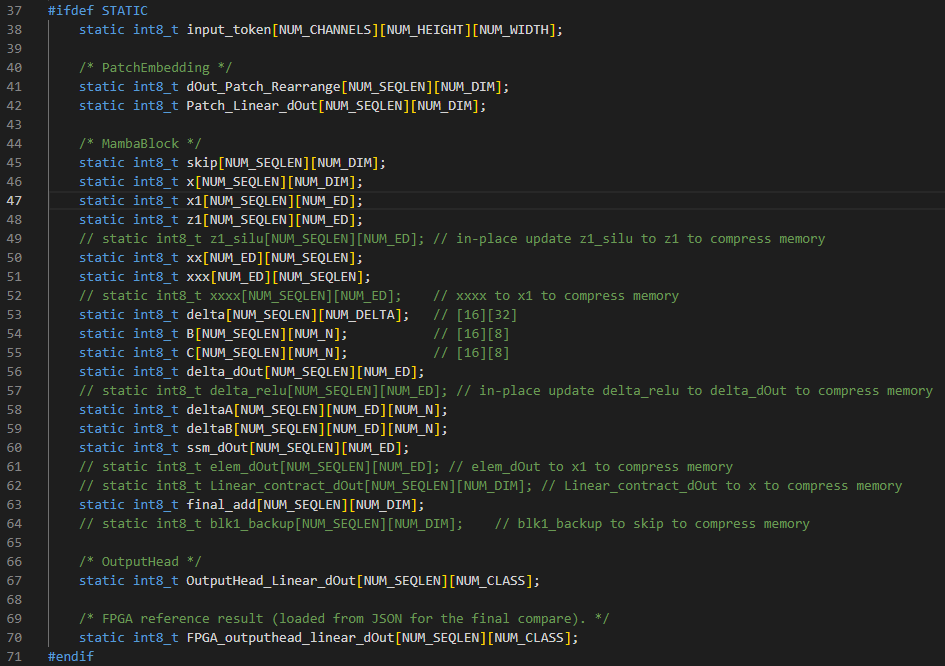 37 #ifdef STATIC
38     static int8_t input_token[NUM_CHANNELS][NUM_HEIGHT][NUM_WIDTH];
39
40     /* PatchEmbedding */
41     static int8_t dOut_Patch_Rearrange[NUM_SEQLEN][NUM_DIM];
42     static int8_t Patch_Linear_dOut[NUM_SEQLEN][NUM_DIM];
43
44     /* MambaBlock */
45     static int8_t skip[NUM_SEQLEN][NUM_DIM];
46     static int8_t x[NUM_SEQLEN][NUM_DIM];
47     static int8_t x1[NUM_SEQLEN][NUM_ED];
48     static int8_t z1[NUM_SEQLEN][NUM_ED];
49     // static int8_t z1_silu[NUM_SEQLEN][NUM_ED]; // in-place update z1_silu to z1 to compress memory
50     static int8_t xx[NUM_ED][NUM_SEQLEN];
51     static int8_t xxx[NUM_ED][NUM_SEQLEN];
52     // static int8_t xxxx[NUM_SEQLEN][NUM_ED];    // xxxx to x1 to compress memory
53     static int8_t delta[NUM_SEQLEN][NUM_DELTA];   // [16][32]
54     static int8_t B[NUM_SEQLEN][NUM_N];           // [16][8]
55     static int8_t C[NUM_SEQLEN][NUM_N];           // [16][8]
56     static int8_t delta_dOut[NUM_SEQLEN][NUM_ED];
57     // static int8_t delta_relu[NUM_SEQLEN][NUM_ED]; // in-place update delta_relu to delta_dOut to compress memory
58     static int8_t deltaA[NUM_SEQLEN][NUM_ED][NUM_N];
59     static int8_t deltaB[NUM_SEQLEN][NUM_ED][NUM_N];
60     static int8_t ssm_dOut[NUM_SEQLEN][NUM_ED];
61     // static int8_t elem_dOut[NUM_SEQLEN][NUM_ED]; // elem_dOut to x1 to compress memory
62     // static int8_t Linear_contract_dOut[NUM_SEQLEN][NUM_DIM]; // Linear_contract_dOut to x to compress memory
63     static int8_t final_add[NUM_SEQLEN][NUM_DIM];
64     // static int8_t blk1_backup[NUM_SEQLEN][NUM_DIM];    // blk1_backup to skip to compress memory
65
66     /* OutputHead */
67     static int8_t OutputHead_Linear_dOut[NUM_SEQLEN][NUM_CLASS];
68
69     /* FPGA reference result (loaded from JSON for the final compare). */
70     static int8_t FPGA_outputhead_linear_dOut[NUM_SEQLEN][NUM_CLASS];
71 #endif